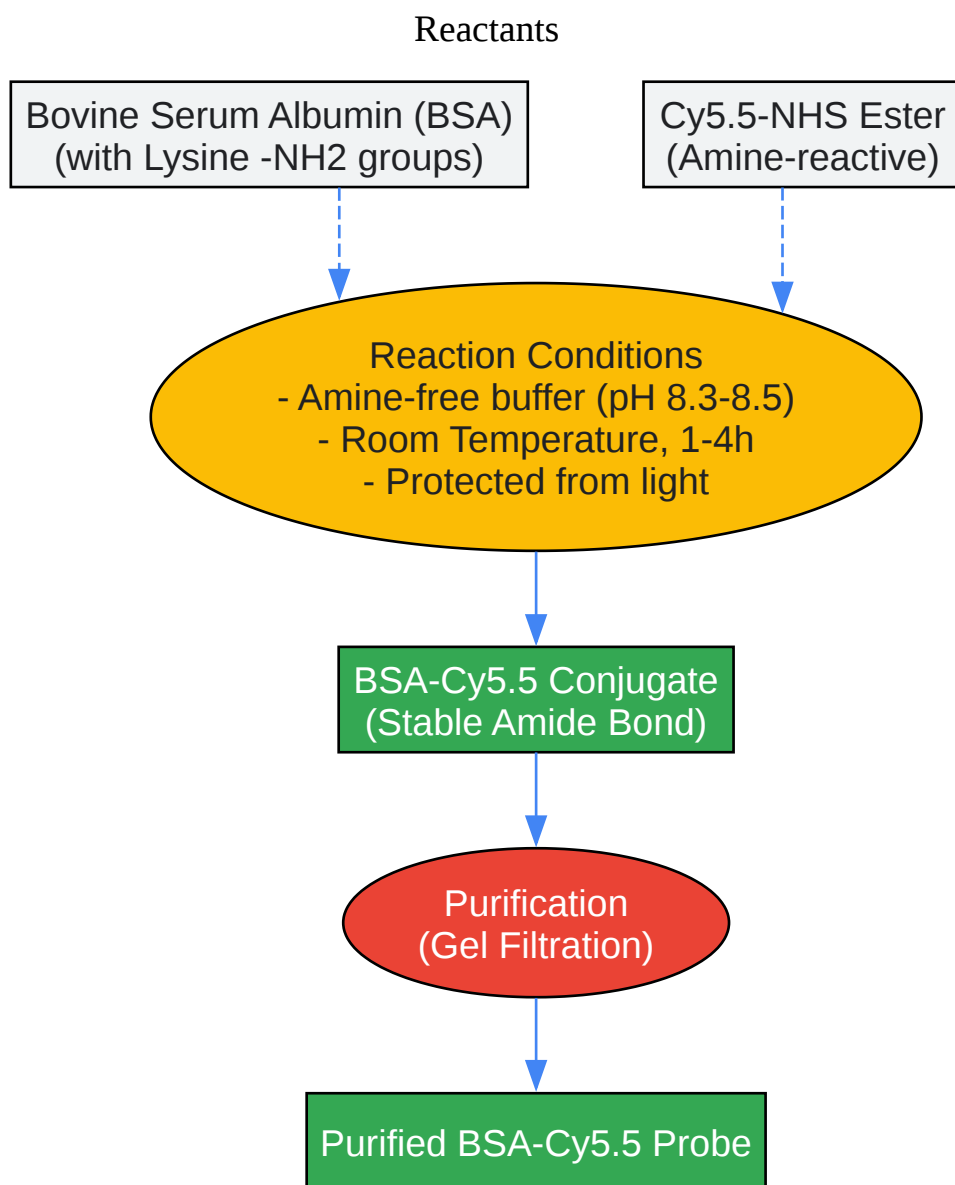 Reactants
Bovine Serum Albumin (BSA)
(with Lysine -NH2 groups)
Cy5.5-NHS Ester
(Amine-reactive)
Reaction Conditions
- Amine-free buffer (pH 8.3-8.5)
- Room Temperature, 1-4h
- Protected from light
BSA-Cy5.5 Conjugate
(Stable Amide Bond)
Purification
(Gel Filtration)
Purified BSA-Cy5.5 Probe